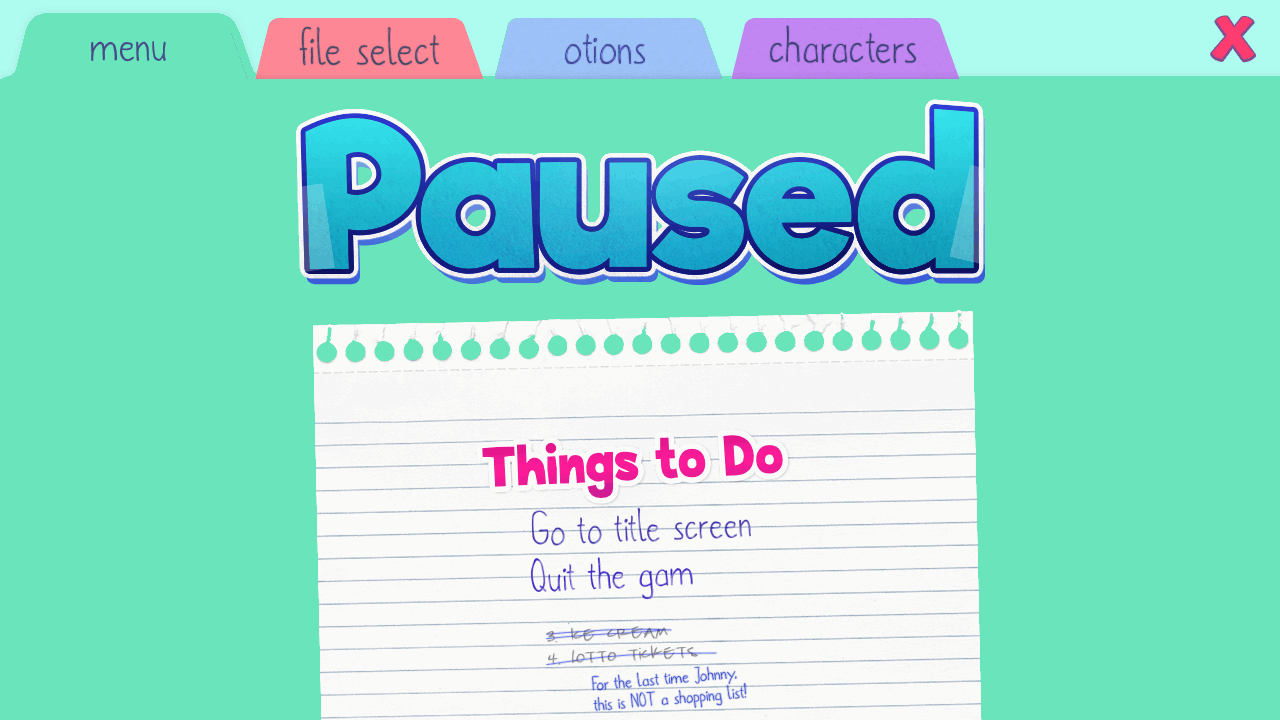 menu
file select
otions
characters
Paused
Things to Do
Go to title screen
Quit the gam
3. ICE CREAM
4. LOTTO TICKETS
For the last time Johnny,
this is NOT a shopping list!